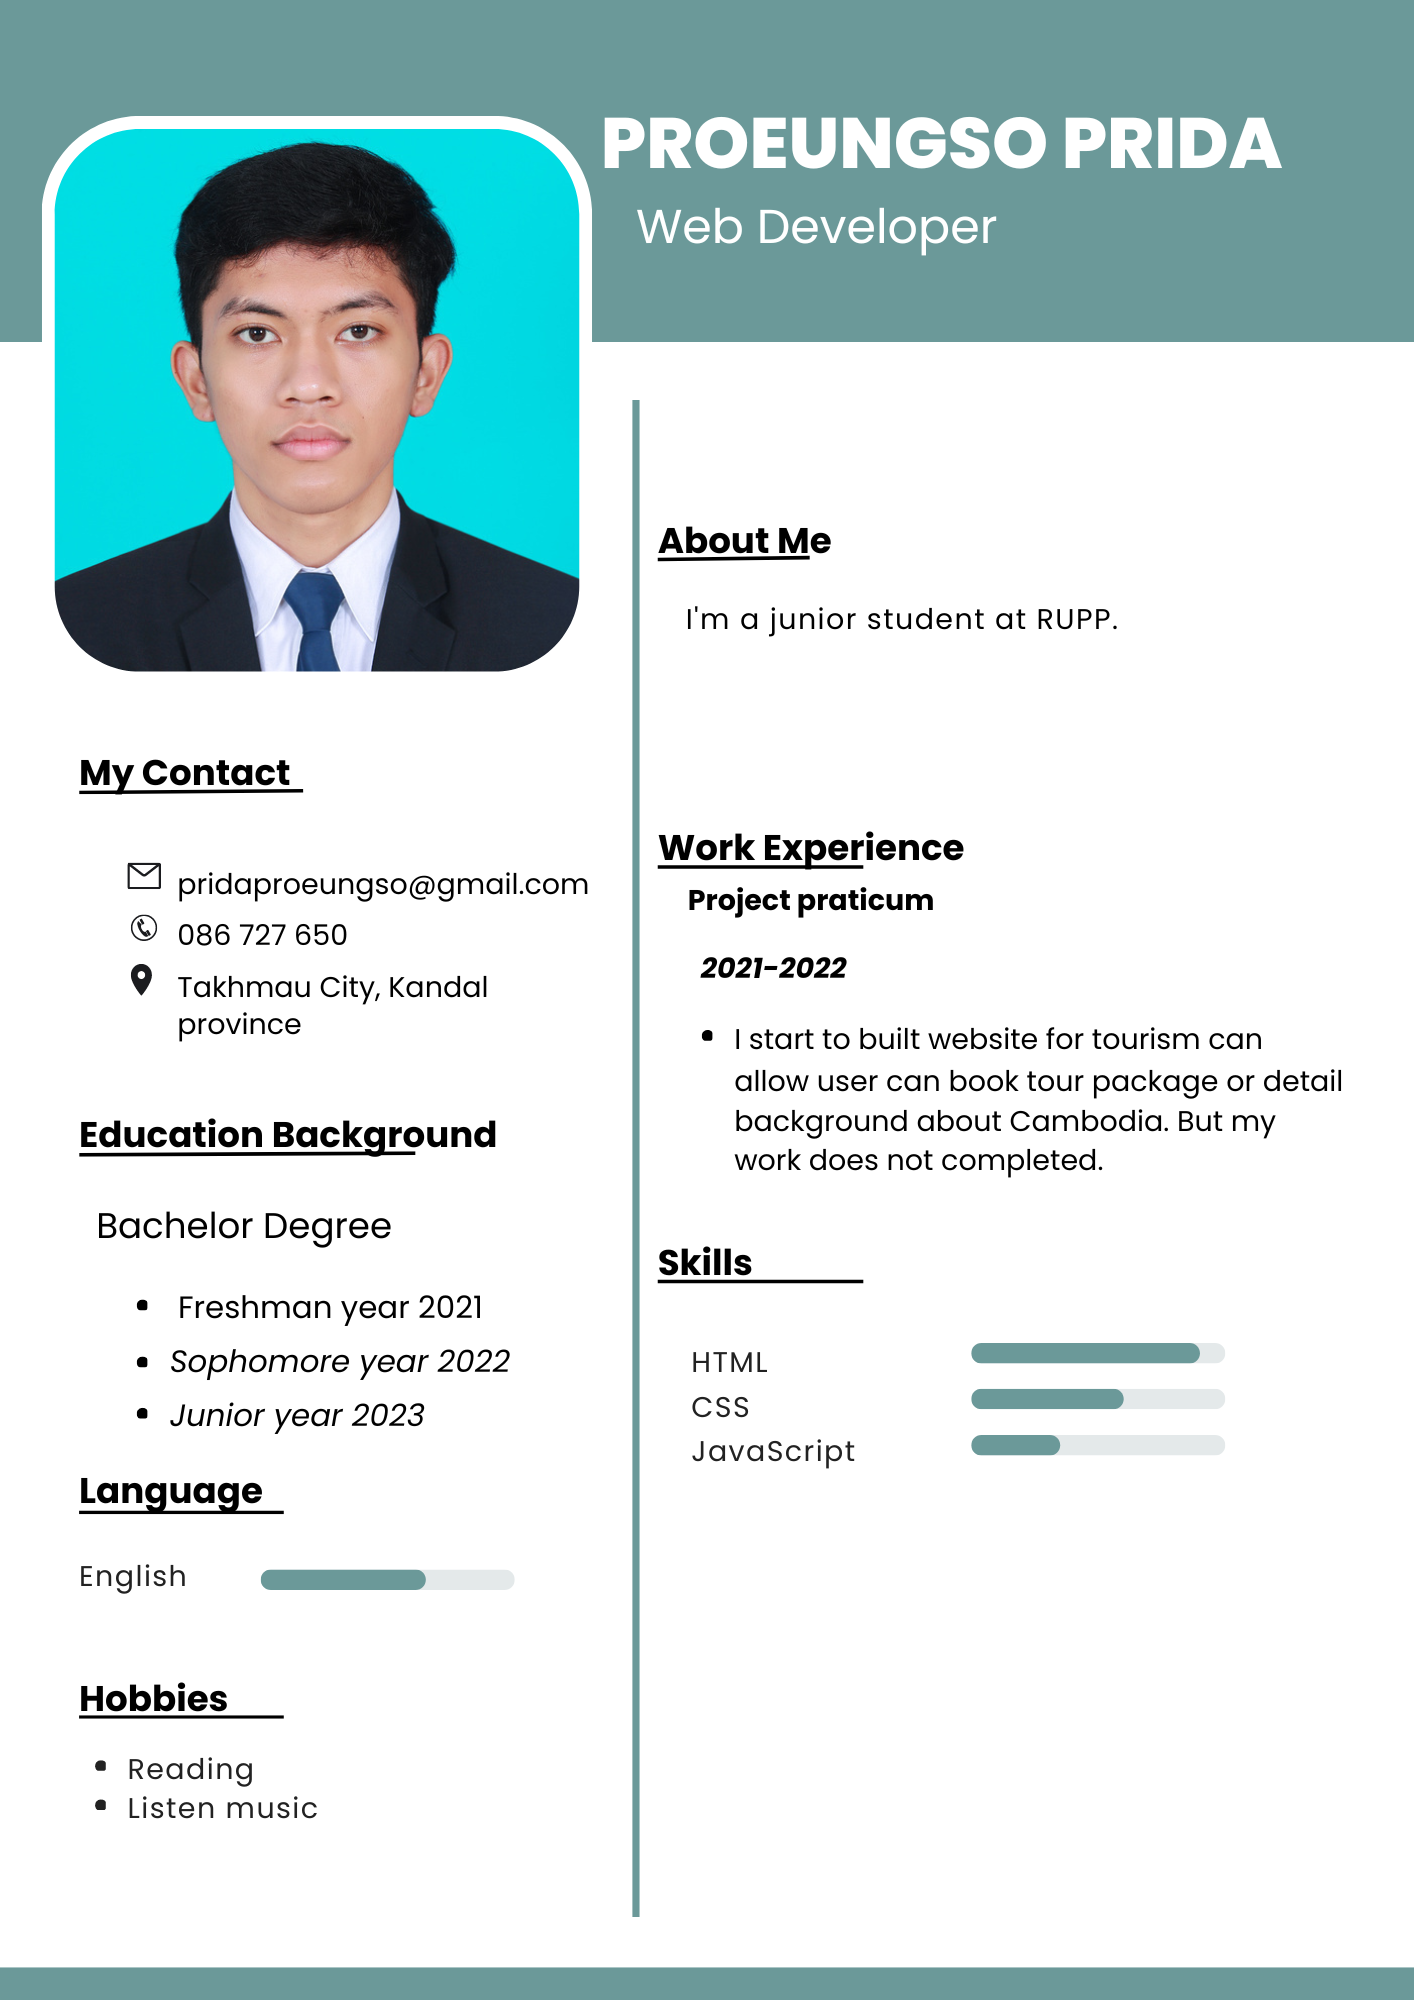 PROEUNGSO PRIDA
Web Developer
My Contact
pridaproeungso@gmail.com
086 727 650
Takhmau City, Kandal
province
Education Background
Bachelor Degree
Freshman year 2021
Sophomore year 2022
Junior year 2023
Language
English
Hobbies
Reading
Listen music
About Me
I'm a junior student at RUPP.
Work Experience
Project praticum
2021-2022
I start to built website for tourism can
allow user can book tour package or detail
background about Cambodia. But my
work does not completed.
Skills
HTML
CSS
JavaScript